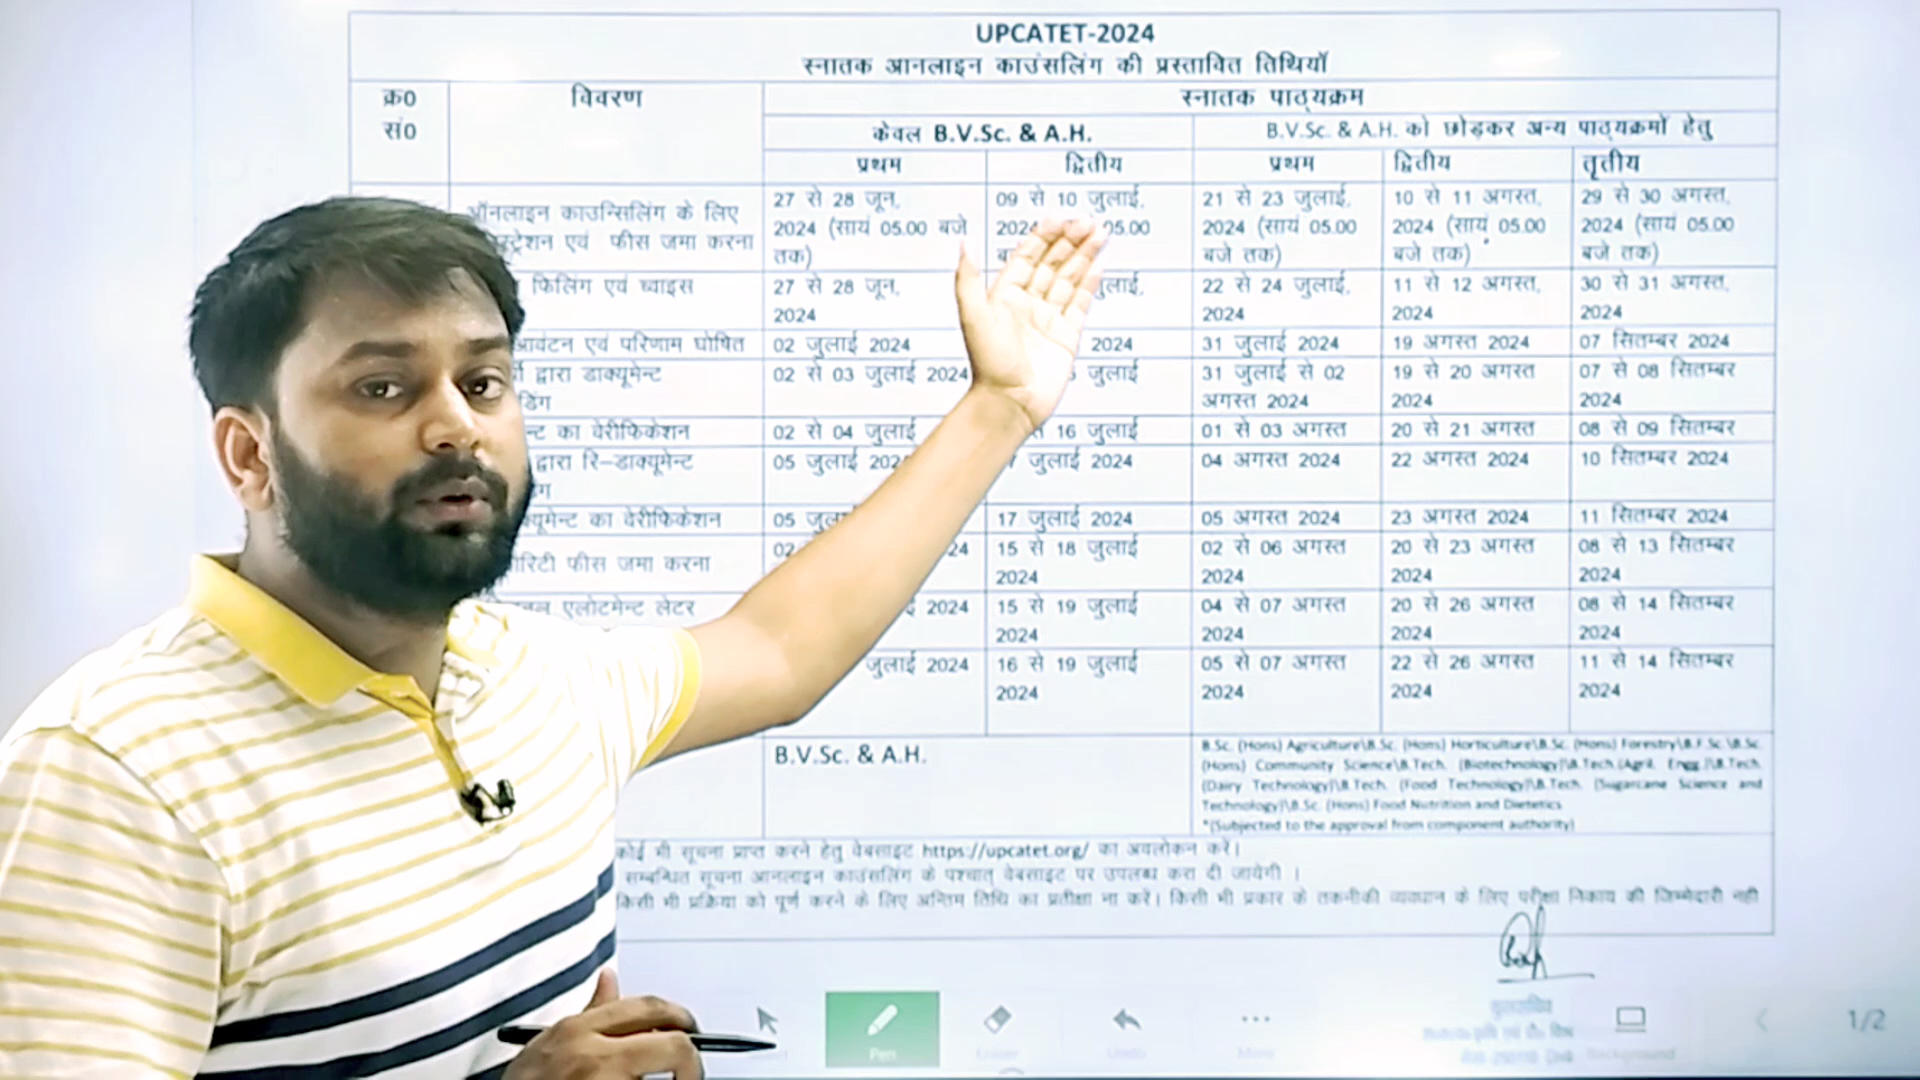 UPCATET-2024
स्नातक आनलाइन काउंसलिंग की प्रस्तावित तिथियाँ
क्र0 सं0
विवरण
स्नातक पाठ्यक्रम
केवल B.V.Sc. & A.H.
B.V.Sc. & A.H. को छोड़कर अन्य पाठ्यक्रमों हेतु
प्रथम द्वितीय प्रथम द्वितीय तृतीय
ऑनलाइन काउन्सिलिंग के लिए
एवं फीस जमा करना
27 से 28 जून, 2024 (सायं 05.00 बजे तक)
09 से 10 जुलाई, 05.00
21 से 23 जुलाई, 2024 (सायं 05.00 बजे तक)
10 से 11 अगस्त, 2024 (सायं 05.00 बजे तक)
29 से 30 अगस्त, 2024 (सायं 05.00 बजे तक)
फिलिंग एवं च्वाइस
27 से 28 जून, 2024
22 से 24 जुलाई, 2024
11 से 12 अगस्त, 2024
30 से 31 अगस्त, 2024
एवं परिणाम घोषित
02 जुलाई 2024
2024
31 जुलाई 2024
19 अगस्त 2024
07 सितम्बर 2024
द्वारा डाक्यूमेन्ट
02 से 03 जुलाई 2024
जुलाई
31 जुलाई से 02 अगस्त 2024
19 से 20 अगस्त 2024
07 से 08 सितम्बर 2024
का वेरीफिकेशन
02 से 04 जुलाई
16 जुलाई
01 से 03 अगस्त
20 से 21 अगस्त
08 से 09 सितम्बर
द्वारा रि-डाक्यूमेन्ट
05 जुलाई
जुलाई 2024
04 अगस्त 2024
22 अगस्त 2024
10 सितम्बर 2024
का वेरीफिकेशन
05
17 जुलाई 2024
05 अगस्त 2024
23 अगस्त 2024
11 सितम्बर 2024
फीस जमा करना
02
15 से 18 जुलाई 2024
02 से 06 अगस्त 2024
20 से 23 अगस्त 2024
08 से 13 सितम्बर 2024
एलोटमेन्ट लेटर
2024
15 से 19 जुलाई 2024
04 से 07 अगस्त 2024
20 से 26 अगस्त 2024
08 से 14 सितम्बर 2024
जुलाई 2024
16 से 19 जुलाई 2024
05 से 07 अगस्त 2024
22 से 26 अगस्त 2024
11 से 14 सितम्बर 2024
B.V.Sc. & A.H.
B.Sc. (Hons) Agriculture\B.Sc. (Hons) Horticulture\B.Sc. (Hons) Forestry\B.F.Sc.\B.Sc.
(Hons) Community Science\B.Tech. (Biotechnology)\B.Tech.(Agril. Engg.)\B.Tech.
(Dairy Technology)\B.Tech. (Food Technology)\B.Tech. (Sugarcane Science and
Technology)\B.Sc. (Hons) Food Nutrition and Dietetics
*(Subjected to the approval from component authority)
कोई भी सूचना प्राप्त करने हेतु वेबसाइट https://upcatet.org/ का अवलोकन करें।
सम्बन्धित सूचना आनलाइन काउंसलिंग के पश्चात् वेबसाइट पर उपलब्ध करा दी जायेगी ।
किसी भी प्रक्रिया को पूर्ण करने के लिए अन्तिम तिथि का प्रतीक्षा ना करें। किसी भी प्रकार के तकनीकी व्यवधान के लिए परीक्षा निकाय की जिम्मेदारी नही
Pen Eraser Undo More Background 1/2